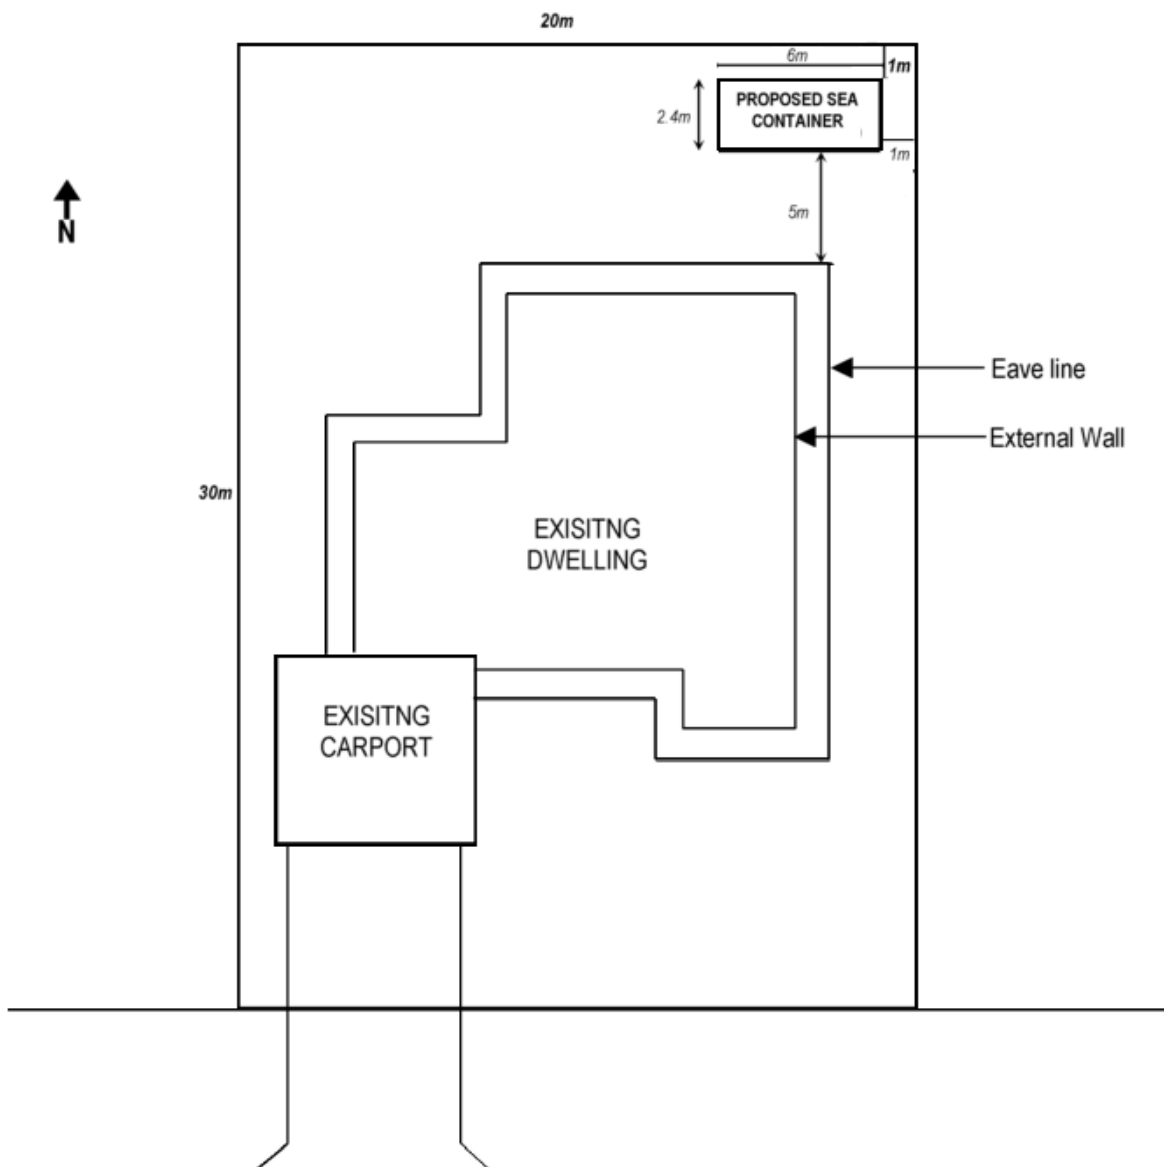 20m
6m
1m
PROPOSED SEA
CONTAINER
2.4m
1m
5m
N
Eave line
External Wall
30m
EXISITNG
DWELLING
EXISITNG
CARPORT